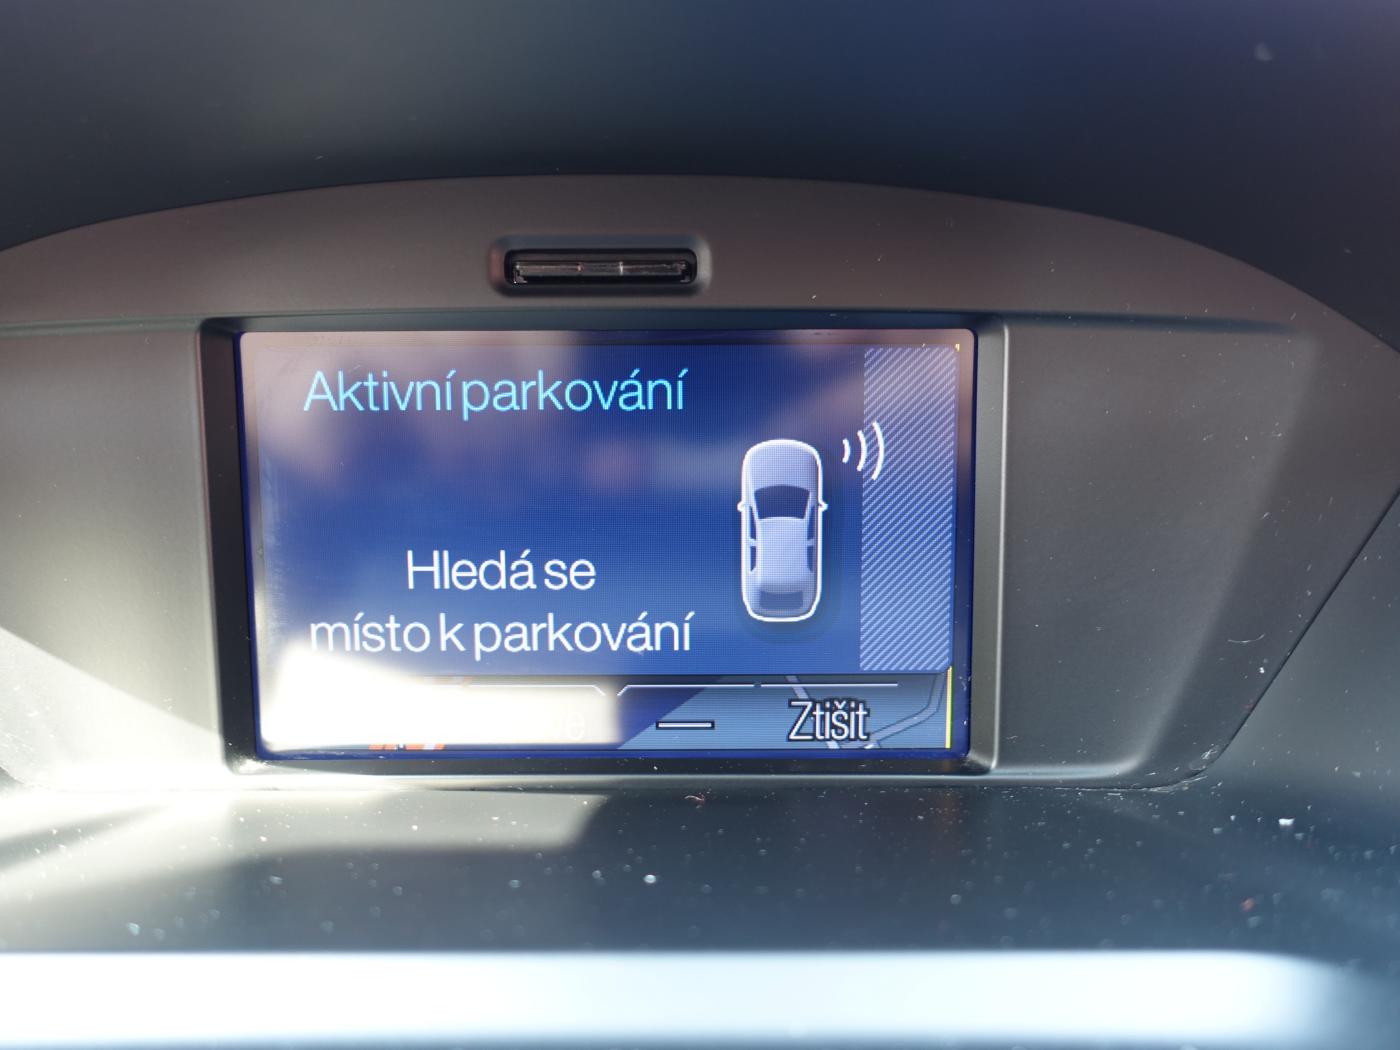 Aktivní parkování
Hledá se
místo k parkování
Ztišit